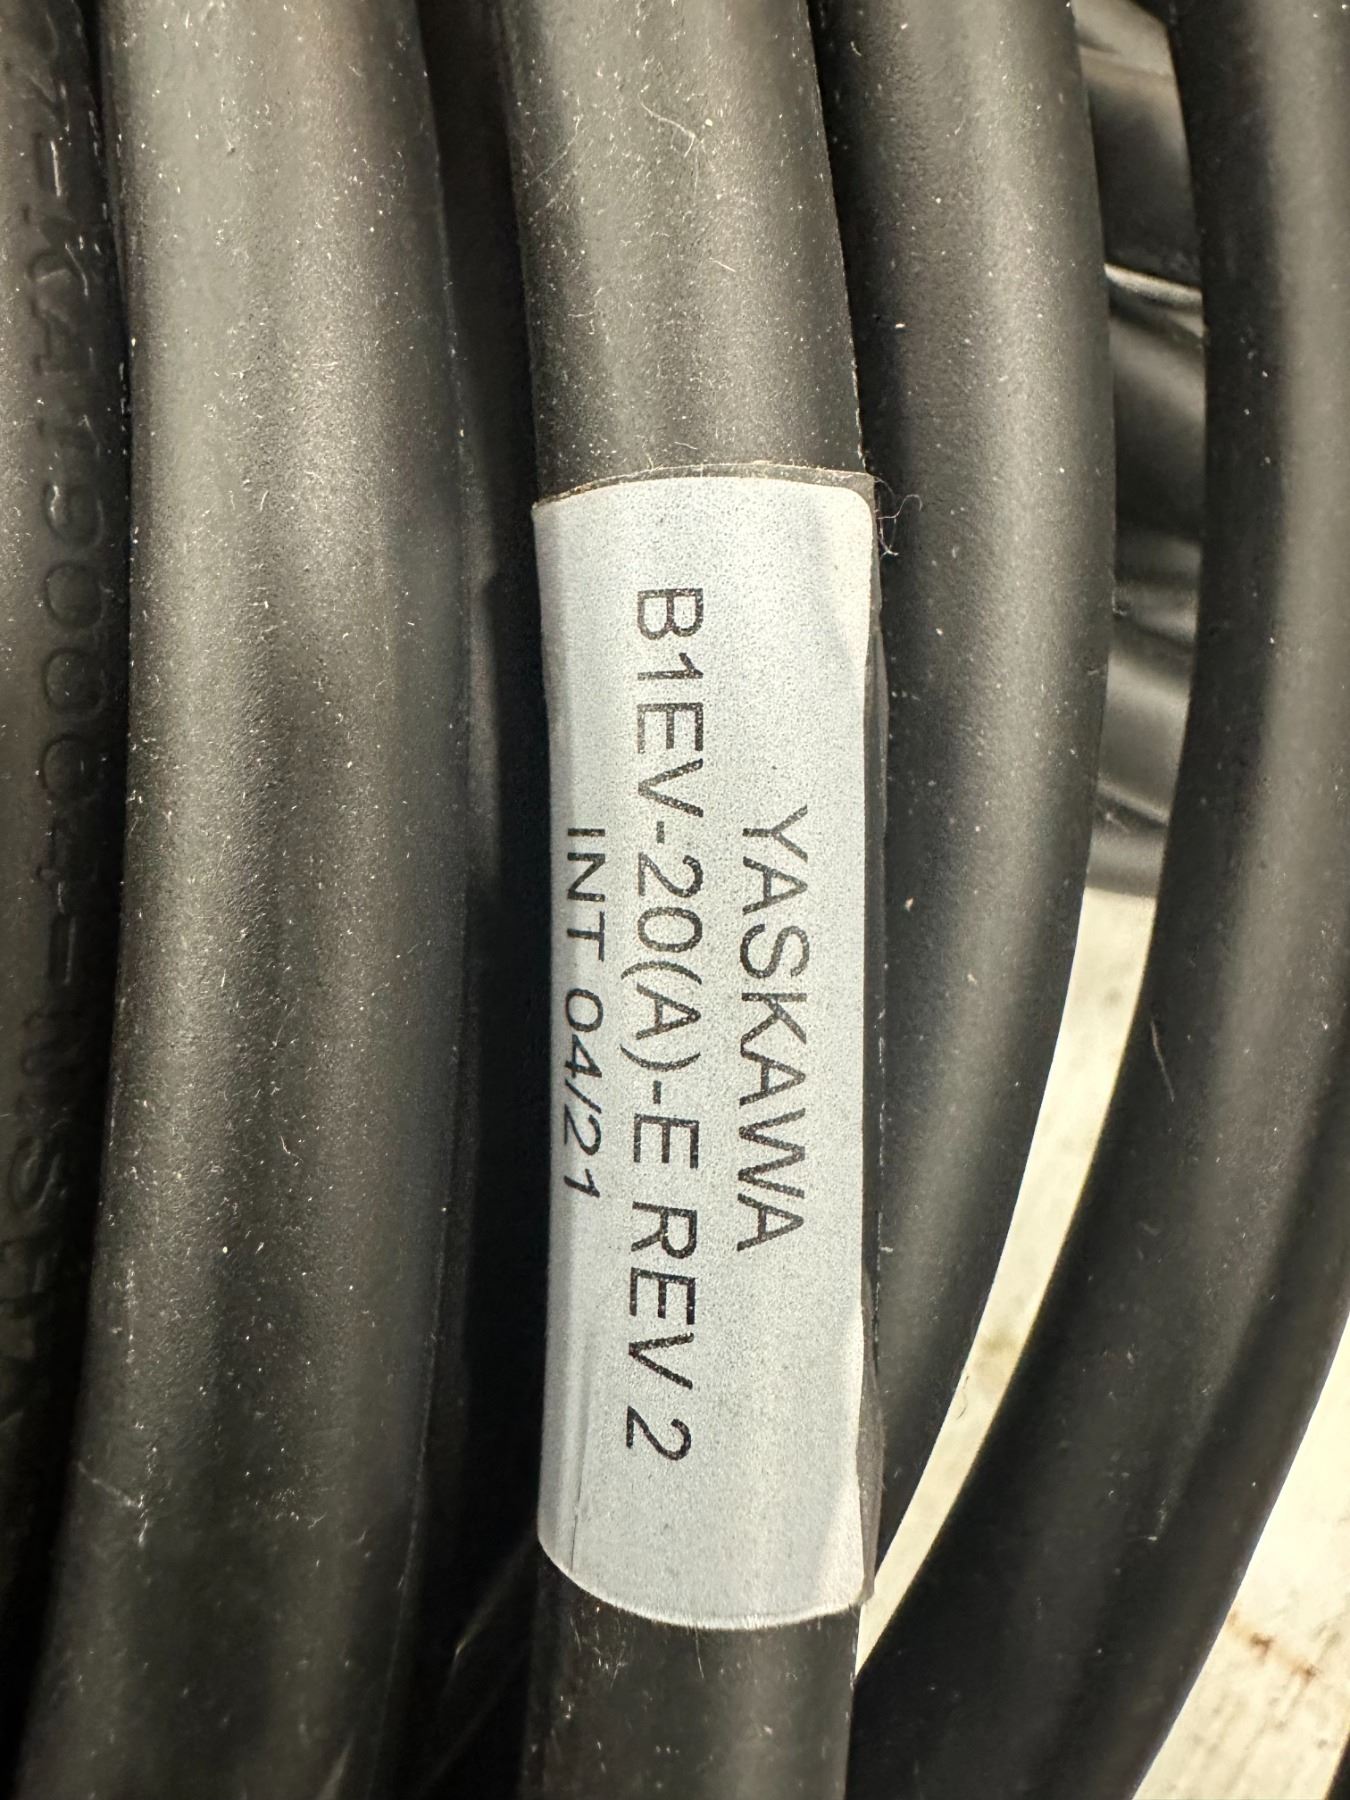 YASKAWA
B1EV-20(A)-E REV 2
INT 04/21